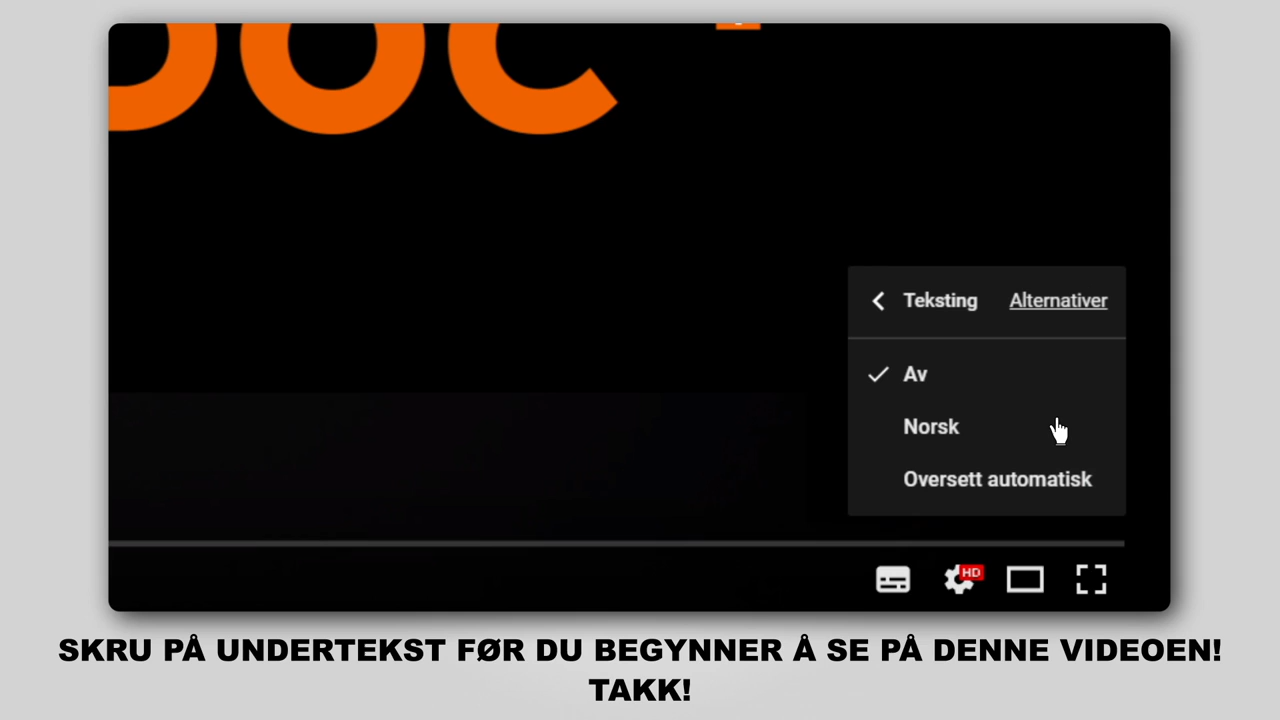 Teksting Alternativer
Av
Norsk
Oversett automatisk
HD
SKRU PÅ UNDERTEKST FØR DU BEGYNNER Å SE PÅ DENNE VIDEOEN!
TAKK!